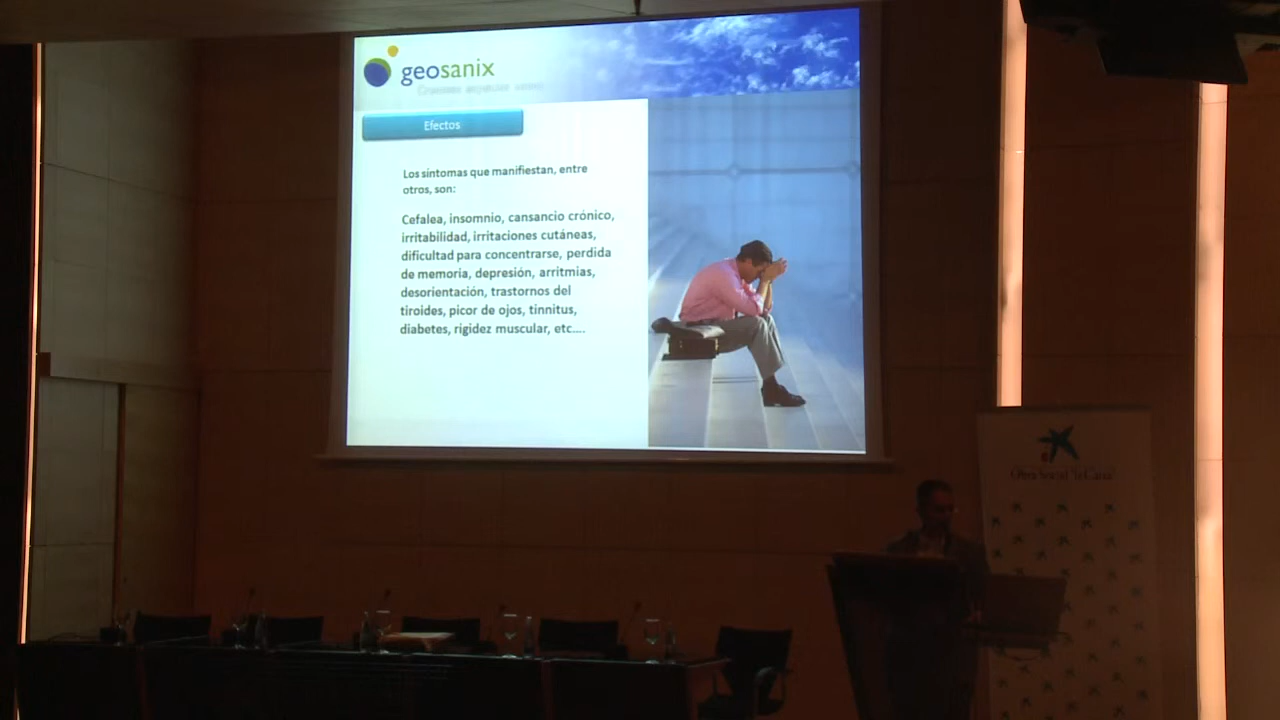 geosanix
Efectos
Los síntomas que manifiestan, entre
otros, son:
Cefalea, insomnio, cansancio crónico,
irritabilidad, irritaciones cutáneas,
dificultad para concentrarse, perdida
de memoria, depresión, arritmias,
desorientación, trastornos del
tiroides, picor de ojos, tinnitus,
diabetes, rigidez muscular, etc....
Obra Social "la Caixa"